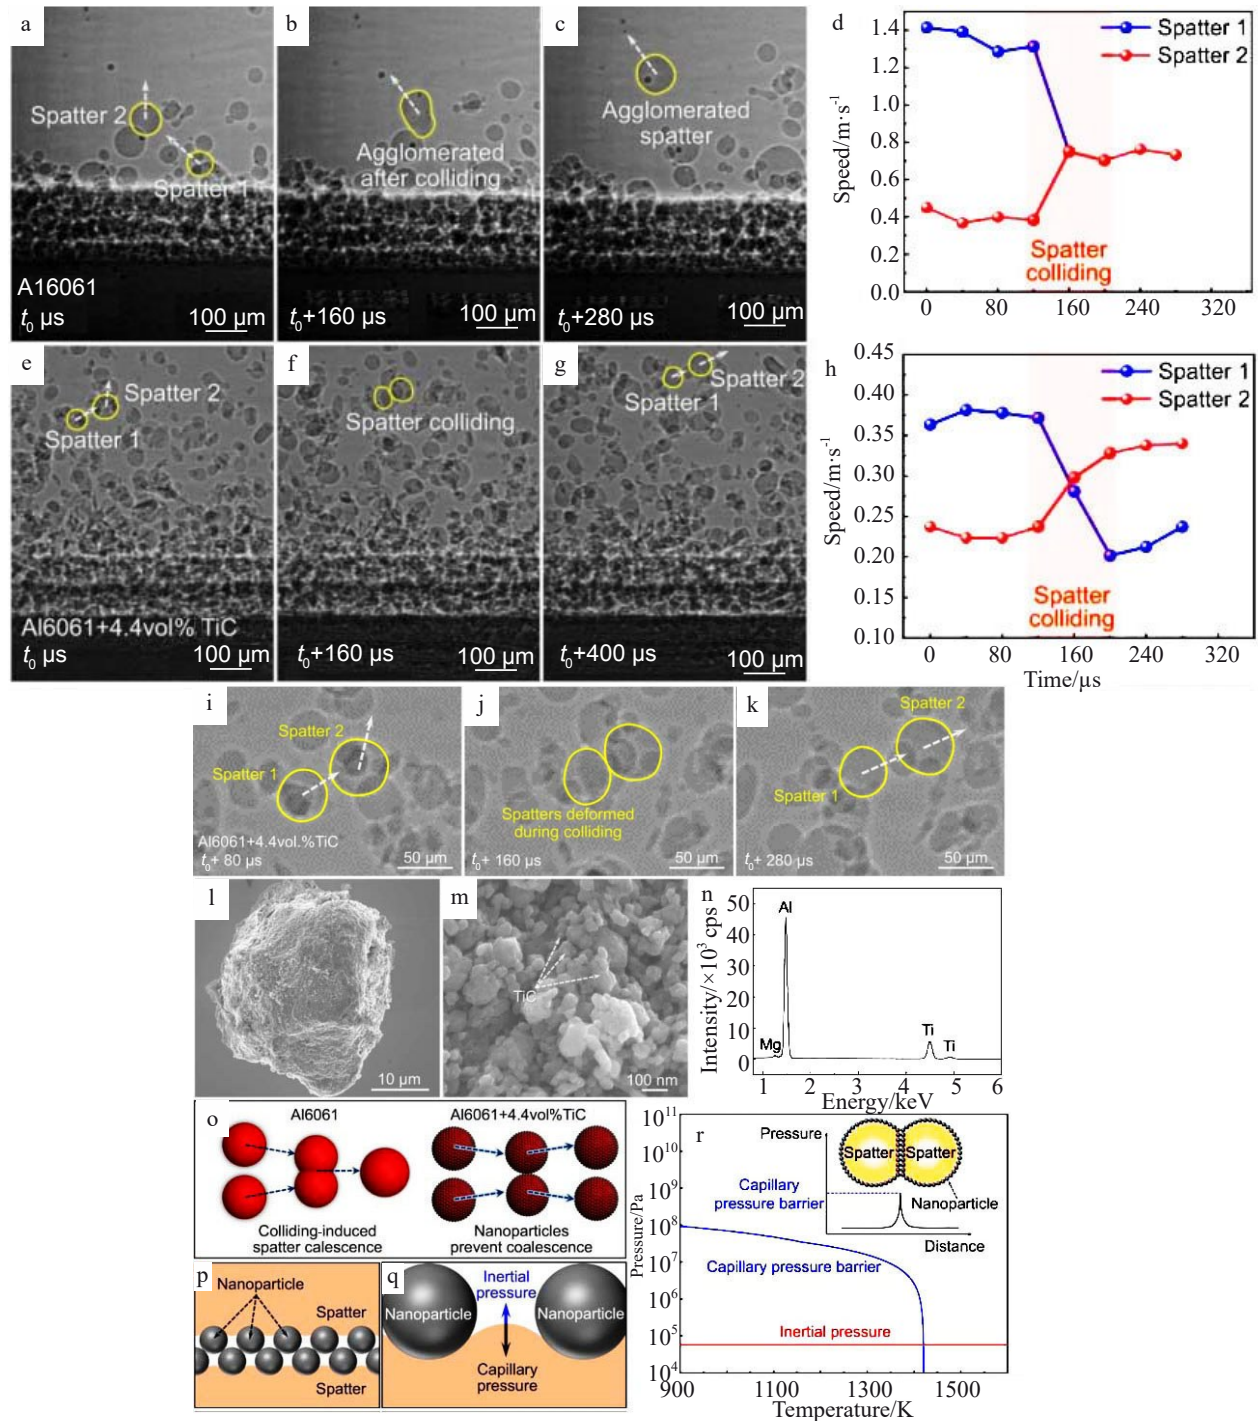 a
Spatter 2
Spatter 1
A16061
t0 μs
100 μm
b
Agglomerated
after colliding
t0+160 μs
100 μm
c
Agglomerated
spatter
t0+280 μs
100 μm
d
Speed/m·s-1
1.4
1.2
1.0
0.8
0.6
0.4
0.2
0.0
Spatter 1
Spatter 2
Spatter
colliding
0 80 160 240 320
e
Spatter 2
Spatter 1
Al6061+4.4vol% TiC
t0 μs
100 μm
f
Spatter colliding
t0+160 μs
100 μm
g
Spatter 2
Spatter 1
t0+400 μs
100 μm
h
Speed/m·s-1
0.45
0.40
0.35
0.30
0.25
0.20
0.15
0.10
Spatter 1
Spatter 2
Spatter
colliding
0 80 160 240 320
Time/μs
i
Spatter 2
Spatter 1
Al6061+4.4vol.%TiC
t0+ 80 μs
50 μm
j
Spatters deformed
during colliding
t0+ 160 μs
50 μm
k
Spatter 2
Spatter 1
t0+ 280 μs
50 μm
l
10 μm
m
TiC
100 nm
n
Intensity/×10³ cps
50
40
30
20
10
0
Al
Mg
Ti
Ti
1 2 3 4 5 6
Energy/keV
o
Al6061
Al6061+4.4vol%TiC
Colliding-induced
spatter calescence
Nanoparticles
prevent coalescence
p
Nanoparticle
Spatter
Spatter
q
Inertial
pressure
Nanoparticle
Nanoparticle
Capillary
pressure
r
Pressure/Pa
10¹¹
10¹⁰
10⁹
10⁸
10⁷
10⁶
10⁵
10⁴
Pressure
Spatter
Spatter
Capillary
pressure barrier
Nanoparticle
Distance
Capillary pressure barrier
Inertial pressure
900 1100 1300 1500
Temperature/K